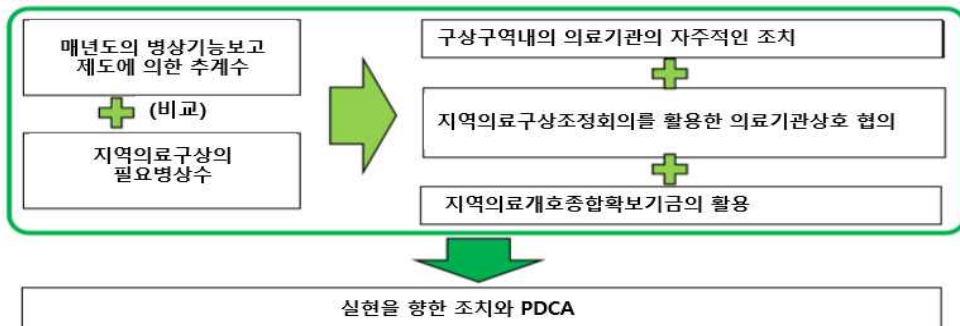 매년도의 병상기능보고
제도에 의한 추계수
(비교)
지역의료구상의
필요병상수
구상구역내의 의료기관의 자주적인 조치
지역의료구상조정회의를 활용한 의료기관상호 협의
지역의료개호종합확보기금의 활용
실현을 향한 조치와 PDCA